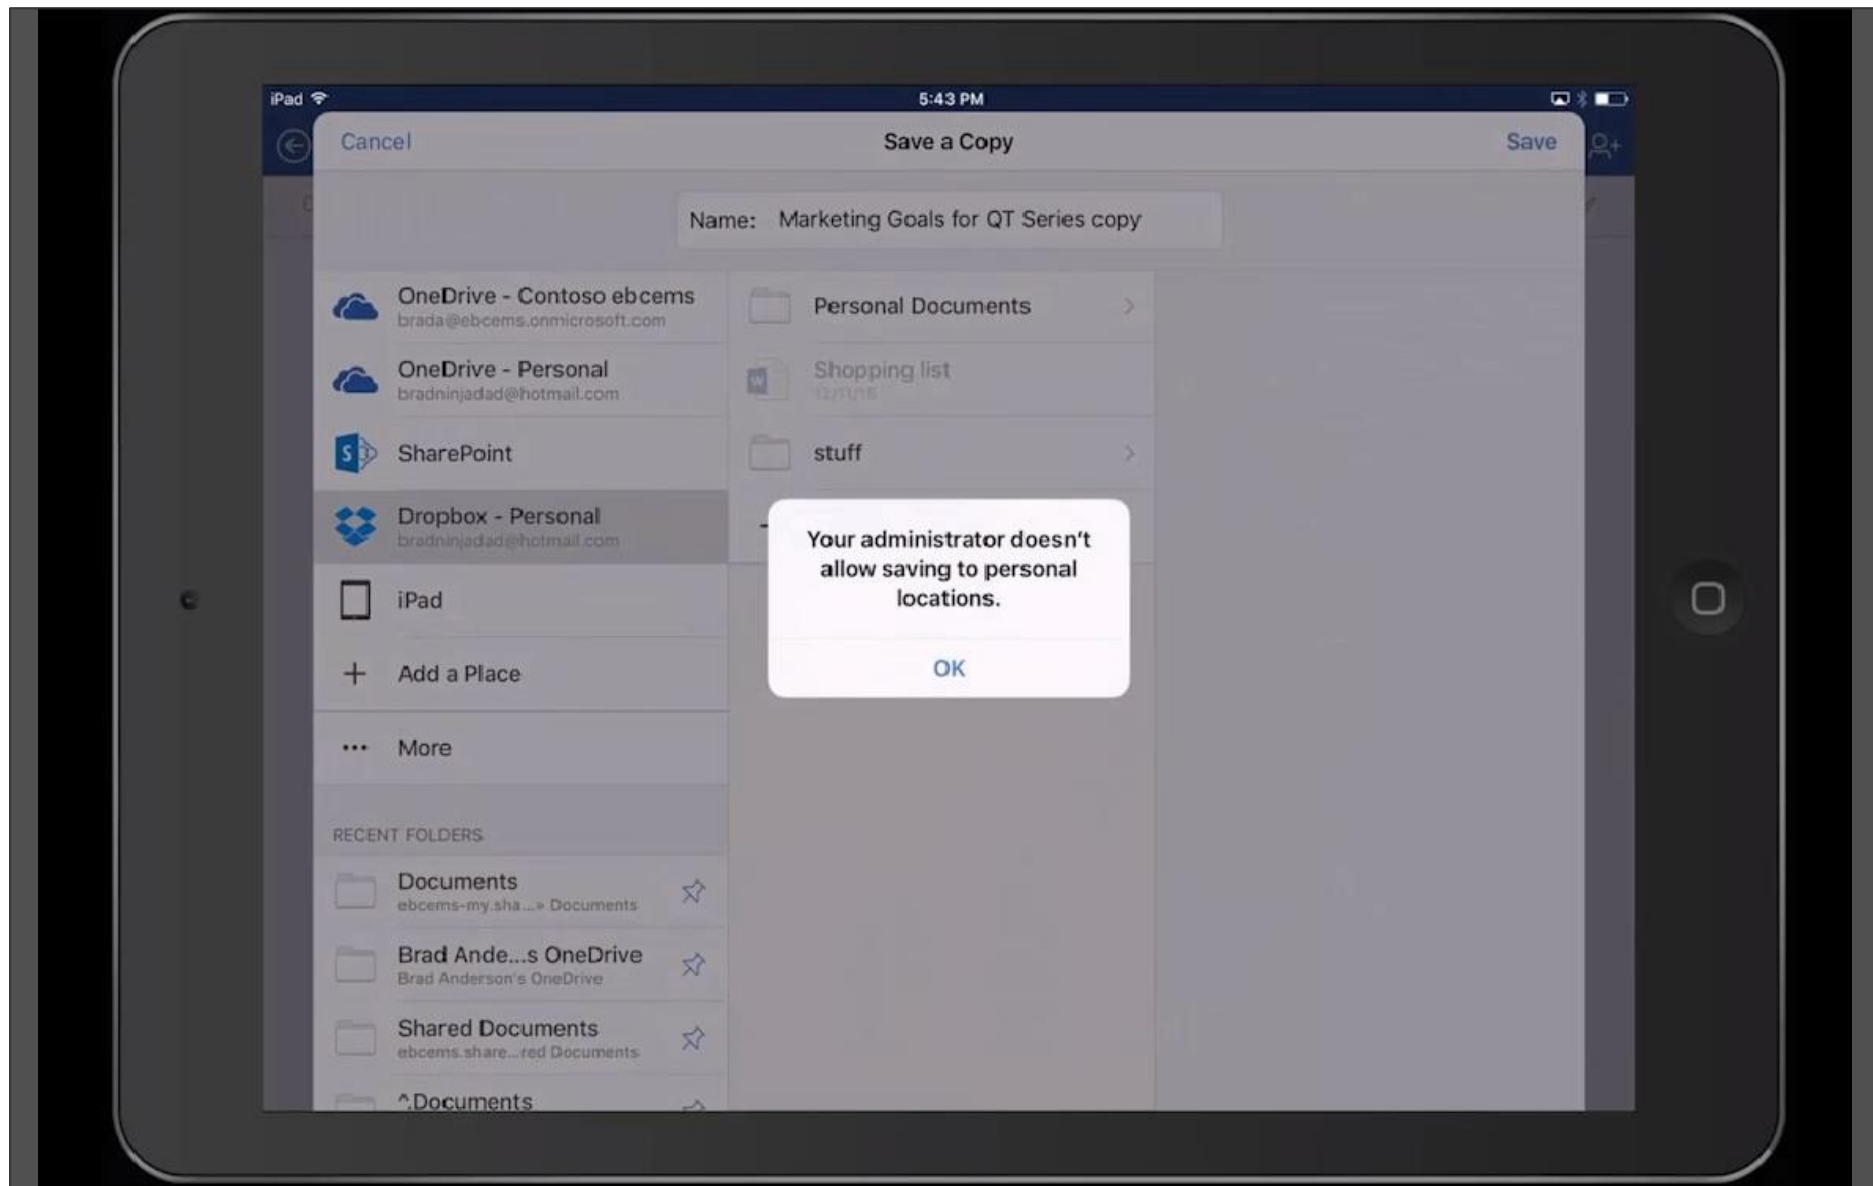 iPad
5:43 PM
Cancel
Save a Copy
Save
Name: Marketing Goals for QT Series copy
OneDrive - Contoso ebcems
brada@ebcems.onmicrosoft.com
OneDrive - Personal
bradninjadad@hotmail.com
SharePoint
Dropbox - Personal
bradninjadad@hotmail.com
iPad
Add a Place
More
RECENT FOLDERS
Documents
ebcems-my.sha...» Documents
Brad Ande...s OneDrive
Brad Anderson's OneDrive
Shared Documents
ebcems.share...red Documents
^.Documents
Personal Documents
Shopping list
stuff
Your administrator doesn't
allow saving to personal
locations.
OK